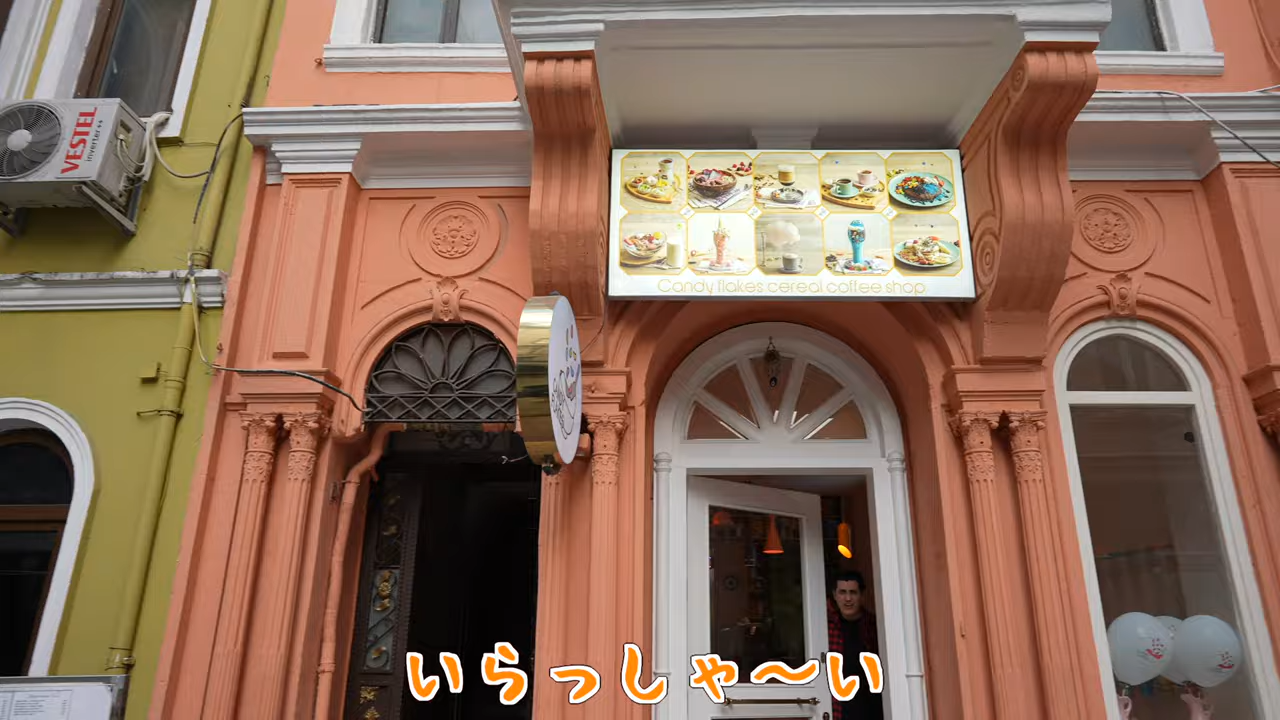 VESTEL
inverter++
Candy flakes cereal coffee shop
いらっしゃ〜い